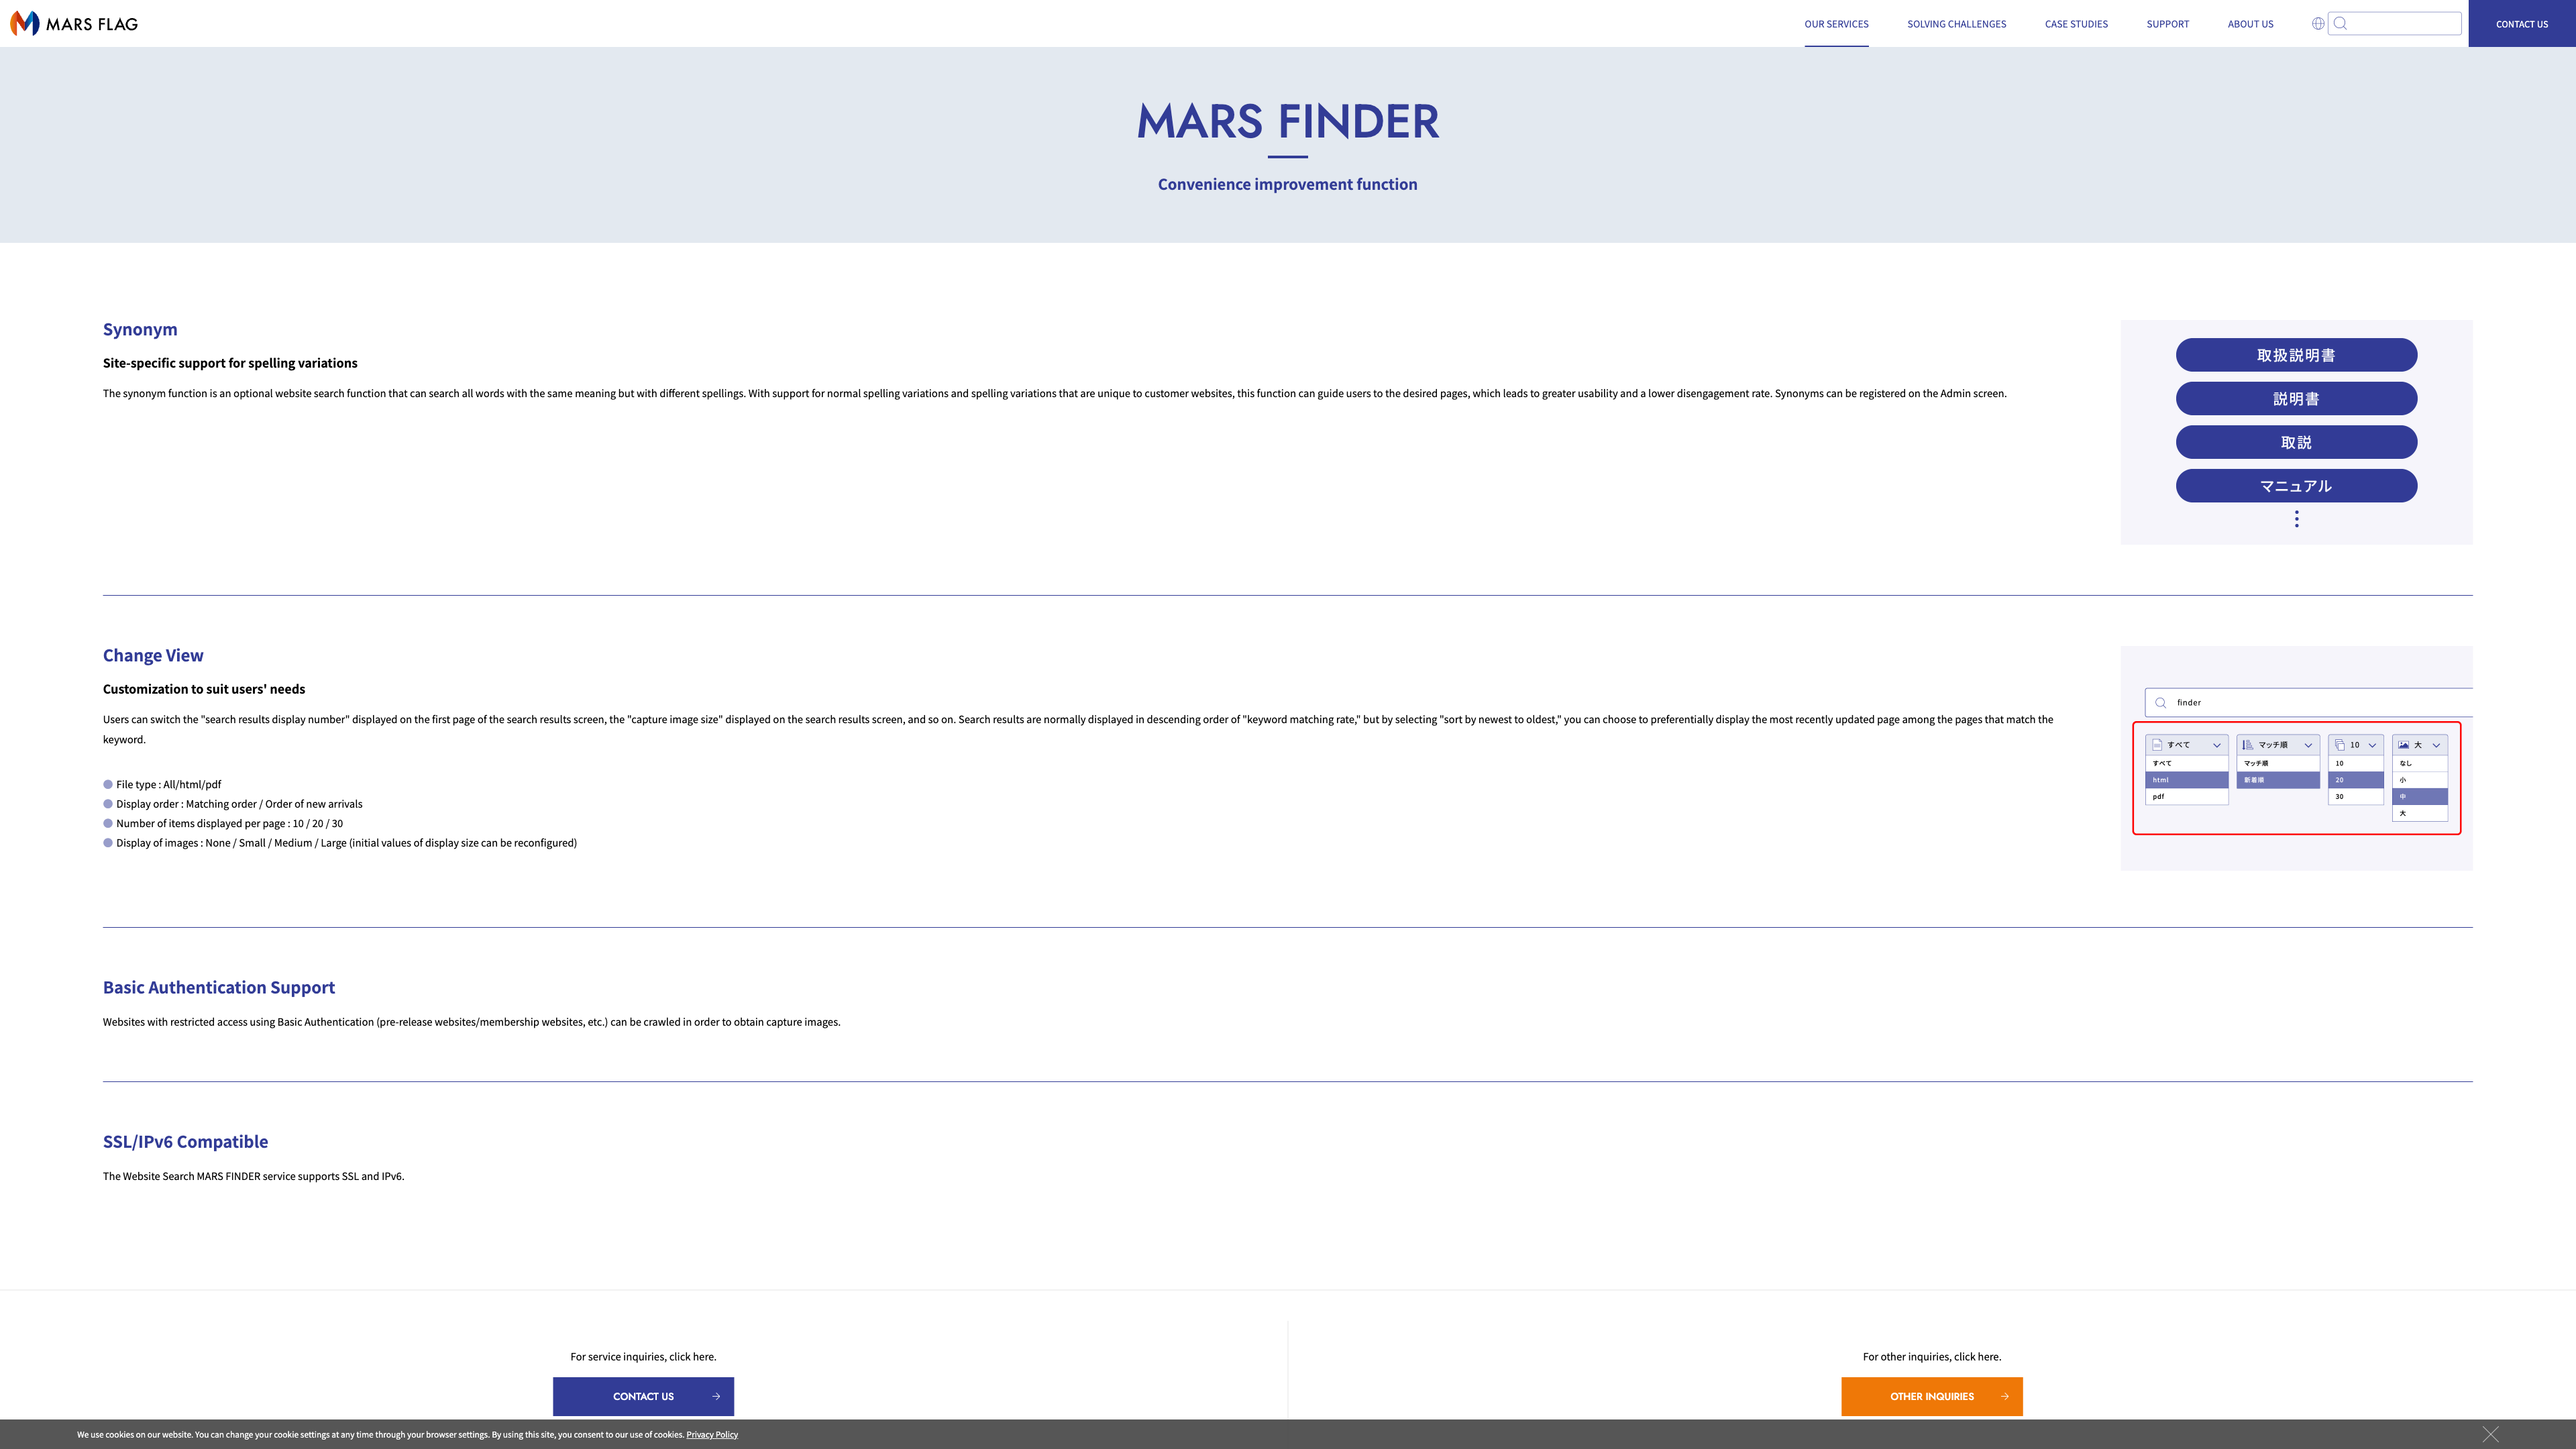 MARS FLAG
OUR SERVICES
SOLVING CHALLENGES
CASE STUDIES
SUPPORT
ABOUT US
CONTACT US
MARS FINDER
Convenience improvement function
Synonym
Site-specific support for spelling variations
The synonym function is an optional website search function that can search all words with the same meaning but with different spellings. With support for normal spelling variations and spelling variations that are unique to customer websites, this function can guide users to the desired pages, which leads to greater usability and a lower disengagement rate. Synonyms can be registered on the Admin screen.
取扱説明書
説明書
取説
マニュアル
Change View
Customization to suit users' needs
Users can switch the "search results display number" displayed on the first page of the search results screen, the "capture image size" displayed on the search results screen, and so on. Search results are normally displayed in descending order of "keyword matching rate," but by selecting "sort by newest to oldest," you can choose to preferentially display the most recently updated page among the pages that match the
keyword.
File type : All/html/pdf
Display order : Matching order / Order of new arrivals
Number of items displayed per page : 10 / 20 / 30
Display of images : None / Small / Medium / Large (initial values of display size can be reconfigured)
finder
すべて
すべて
html
pdf
マッチ順
マッチ順
新着順
10
10
20
30
大
なし
小
中
大
Basic Authentication Support
Websites with restricted access using Basic Authentication (pre-release websites/membership websites, etc.) can be crawled in order to obtain capture images.
SSL/IPv6 Compatible
The Website Search MARS FINDER service supports SSL and IPv6.
For service inquiries, click here.
CONTACT US
For other inquiries, click here.
OTHER INQUIRIES
We use cookies on our website. You can change your cookie settings at any time through your browser settings. By using this site, you consent to our use of cookies. Privacy Policy